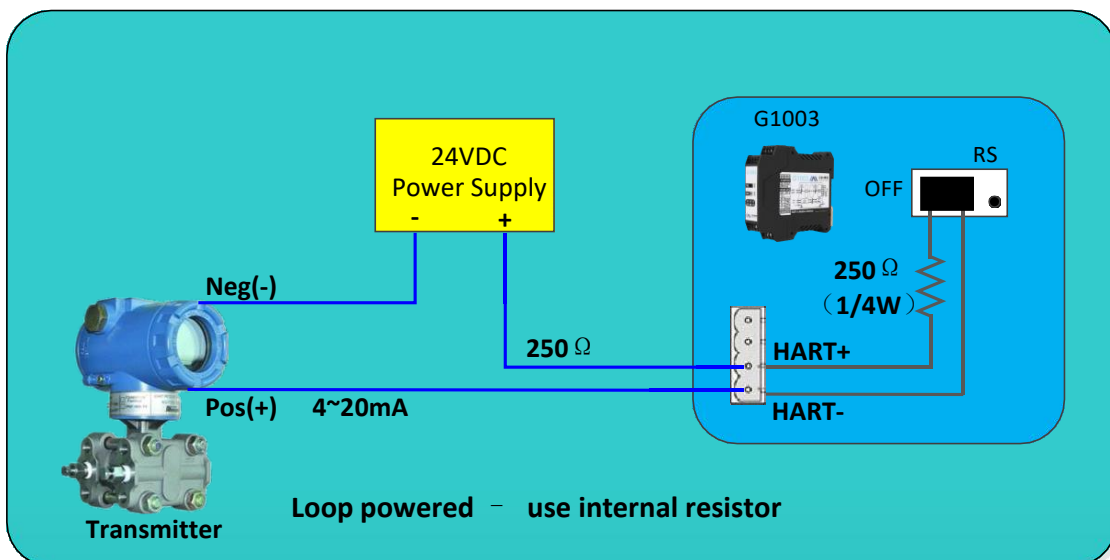 G1003
RS
OFF
24VDC
Power Supply
- +
250Ω
（1/4W）
Neg(-)
250Ω
HART+
Pos(+) 4~20mA
HART-
Loop powered － use internal resistor
Transmitter